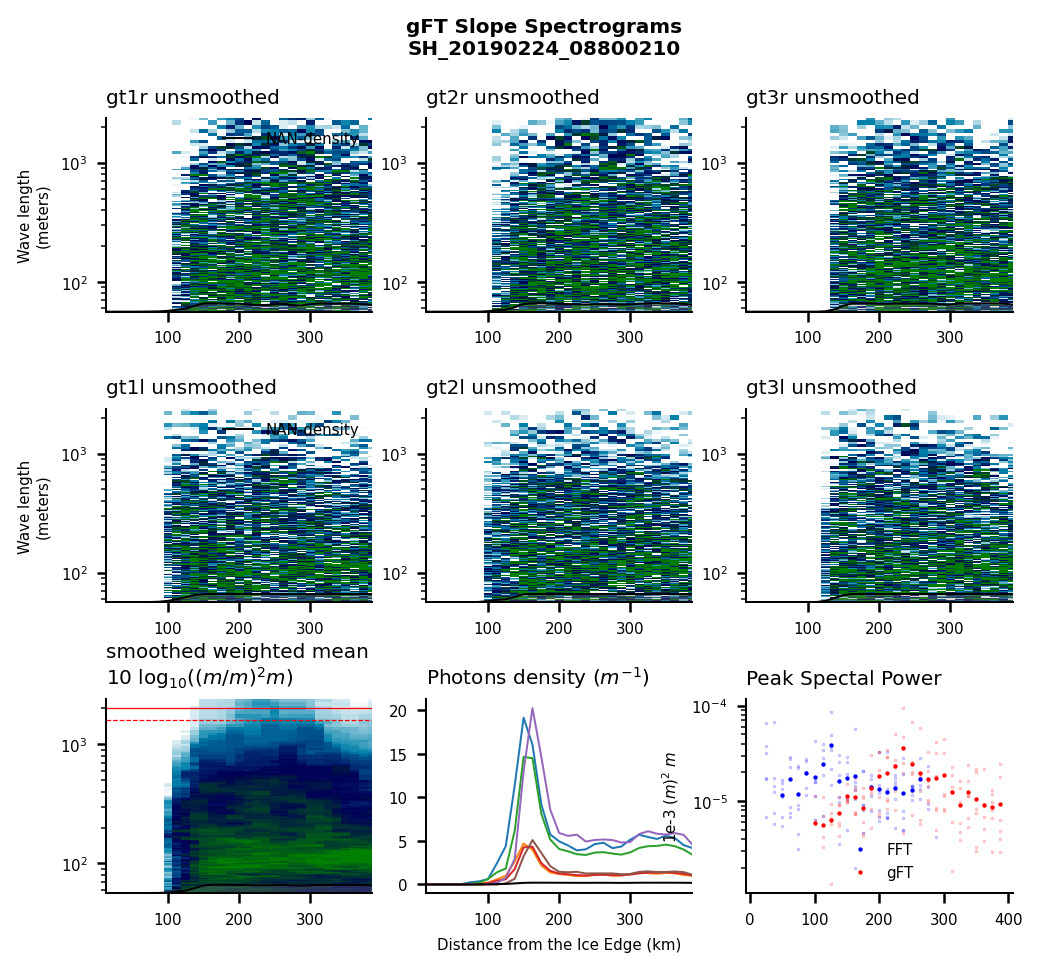 gFT Slope Spectrograms
SH_20190224_08800210
gt1r unsmoothed
gt2r unsmoothed
gt3r unsmoothed
NAN-density
Wave length
(meters)
10³
10²
100 200 300
10³
10²
100 200 300
10³
10²
100 200 300
gt1l unsmoothed
gt2l unsmoothed
gt3l unsmoothed
NAN-density
Wave length
(meters)
10³
10²
100 200 300
10³
10²
100 200 300
10³
10²
100 200 300
smoothed weighted mean
10 log₁₀((m/m)²m)
10³
10²
100 200 300
Photons density (m⁻¹)
20
15
10
5
0
100 200 300
Distance from the Ice Edge (km)
Peak Spectal Power
1e-3 (m)² m
10⁻⁴
10⁻⁵
FFT
gFT
0 100 200 300 400